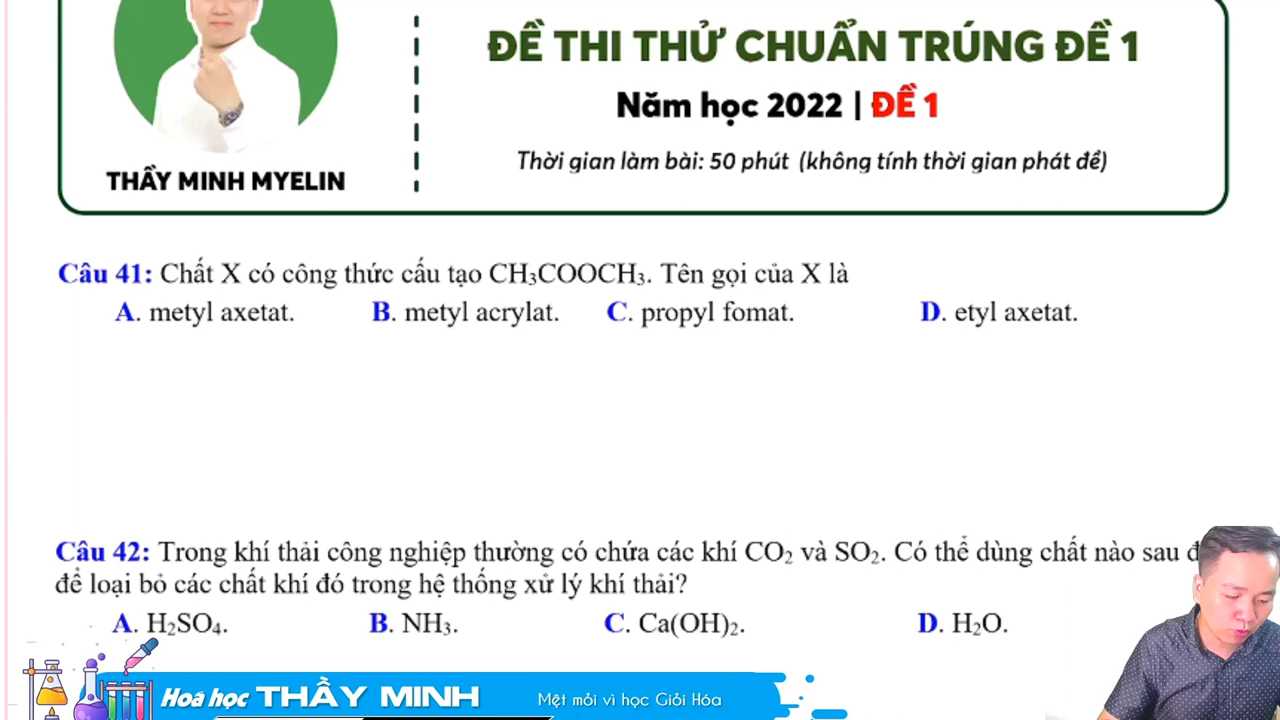 THẦY MINH MYELIN
ĐỀ THI THỬ CHUẨN TRÚNG ĐỀ 1
Năm học 2022 | ĐỀ 1
Thời gian làm bài: 50 phút (không tính thời gian phát đề)
Câu 41: Chất X có công thức cấu tạo CH₃COOCH₃. Tên gọi của X là
A. metyl axetat. B. metyl acrylat. C. propyl fomat. D. etyl axetat.
Câu 42: Trong khí thải công nghiệp thường có chứa các khí CO₂ và SO₂. Có thể dùng chất nào sau
để loại bỏ các chất khí đó trong hệ thống xử lý khí thải?
A. H₂SO₄. B. NH₃. C. Ca(OH)₂. D. H₂O.
Hoá học THẦY MINH Mệt mỏi vì học Giỏi Hóa